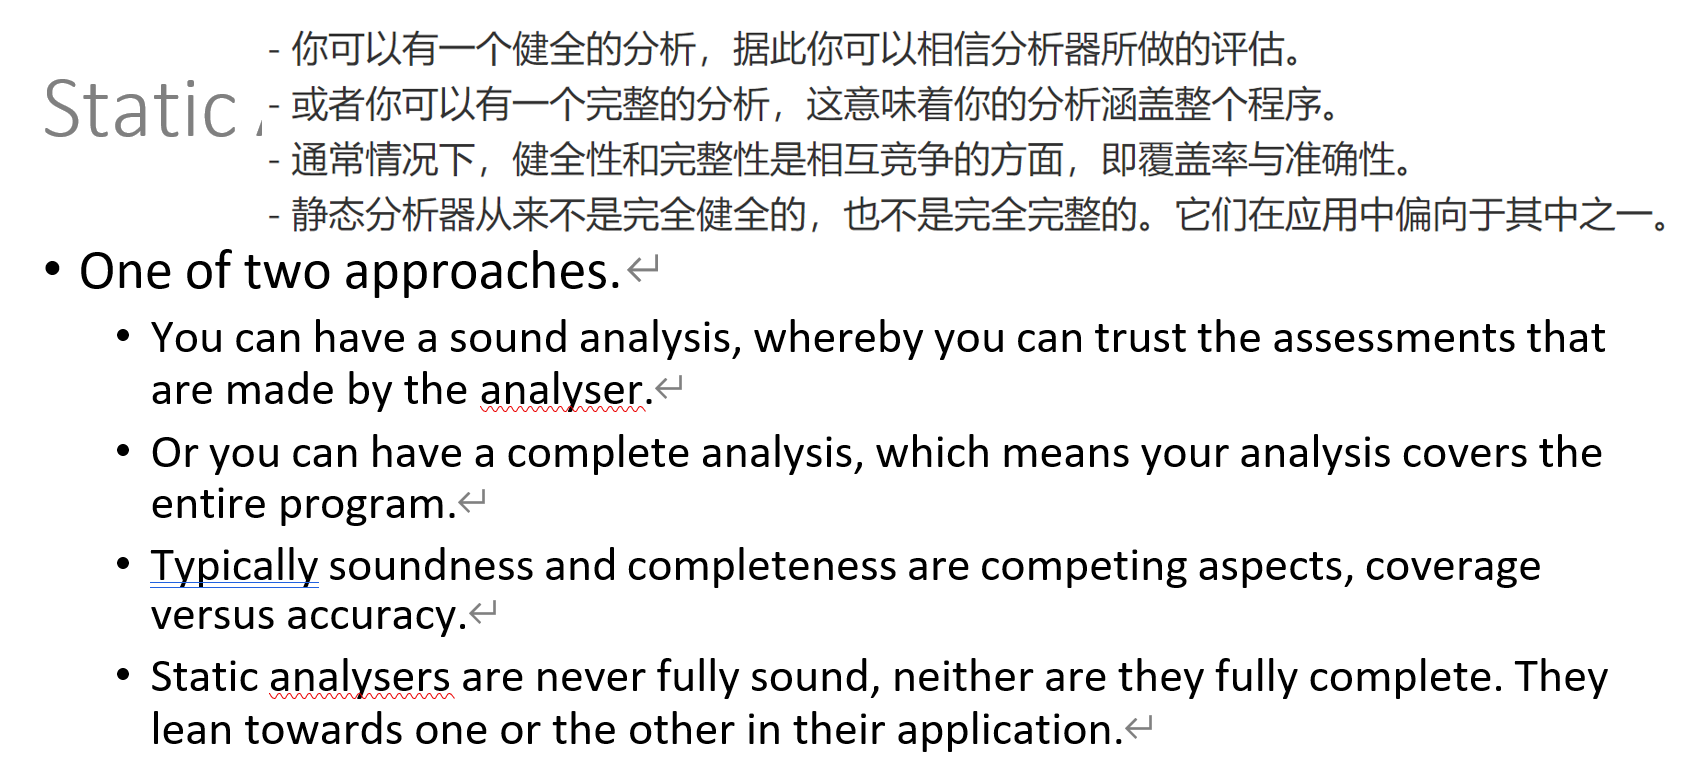 - 你可以有一个健全的分析，据此你可以相信分析器所做的评估。
Static
- 或者你可以有一个完整的分析，这意味着你的分析涵盖整个程序。
- 通常情况下，健全性和完整性是相互竞争的方面，即覆盖率与准确性。
- 静态分析器从来不是完全健全的，也不是完全完整的。它们在应用中偏向于其中之一。
• One of two approaches.↵
• You can have a sound analysis, whereby you can trust the assessments that
are made by the analyser.↵
• Or you can have a complete analysis, which means your analysis covers the
entire program.↵
• Typically soundness and completeness are competing aspects, coverage
versus accuracy.↵
• Static analysers are never fully sound, neither are they fully complete. They
lean towards one or the other in their application.↵